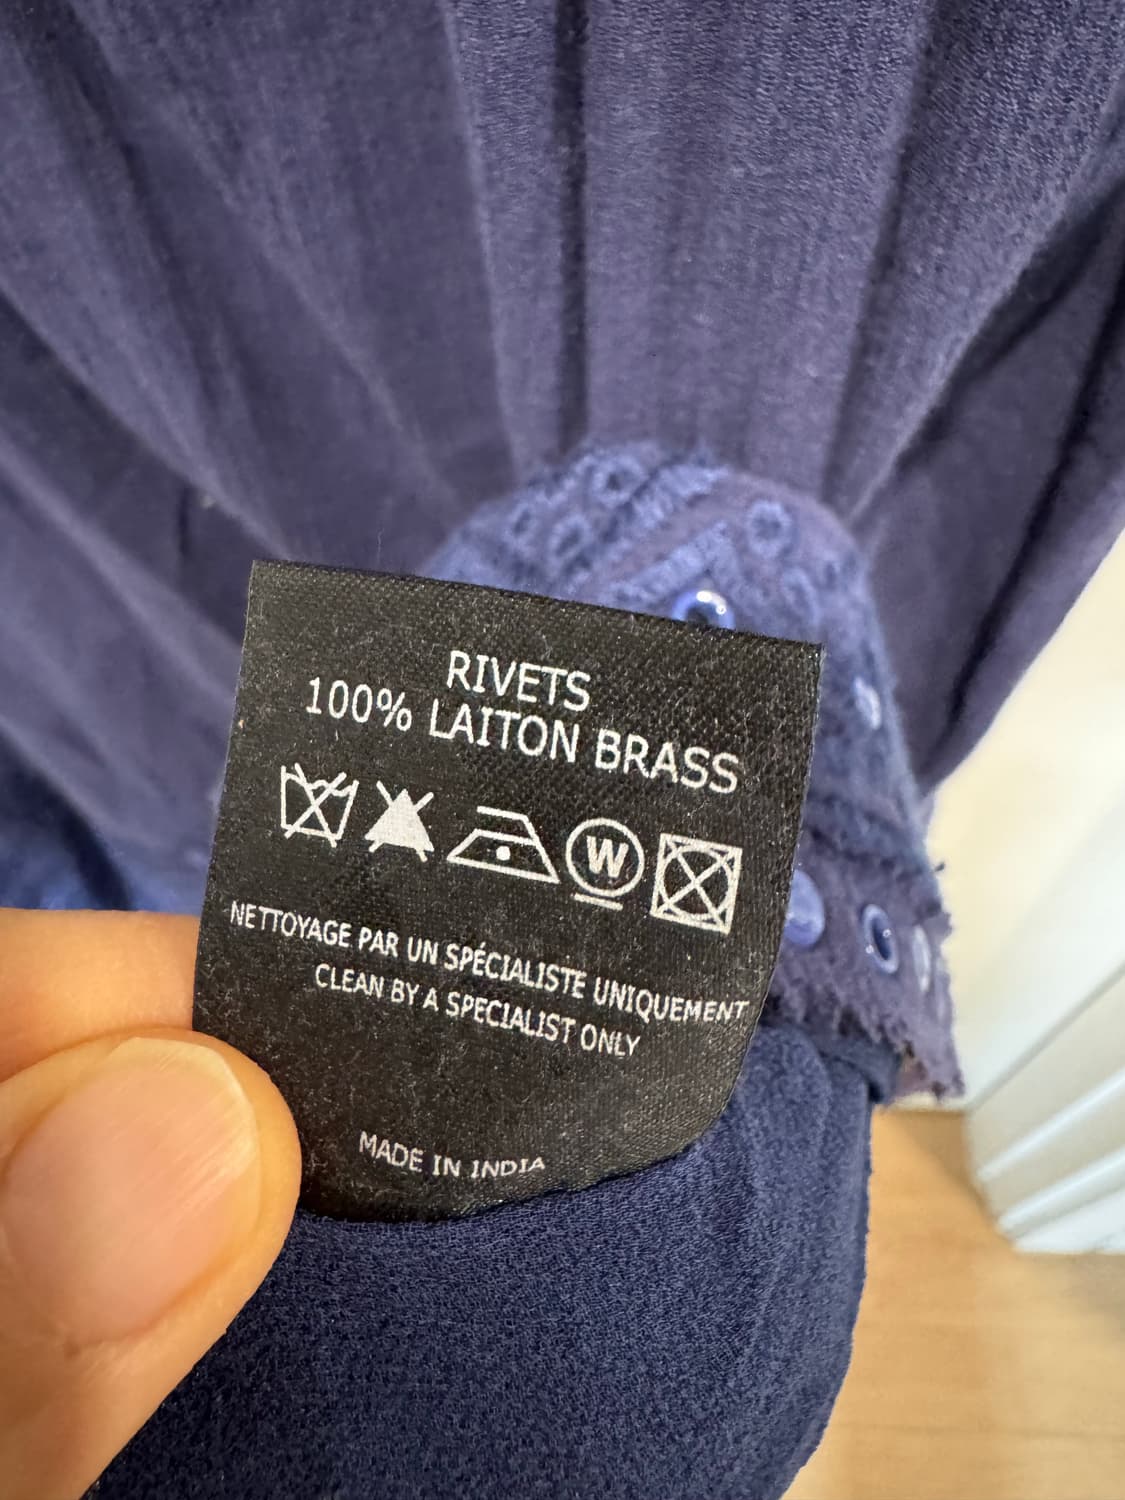 RIVETS
100% LAITON BRASS
W
NETTOYAGE PAR UN SPÉCIALISTE UNIQUEMENT
CLEAN BY A SPECIALIST ONLY
MADE IN INDIA